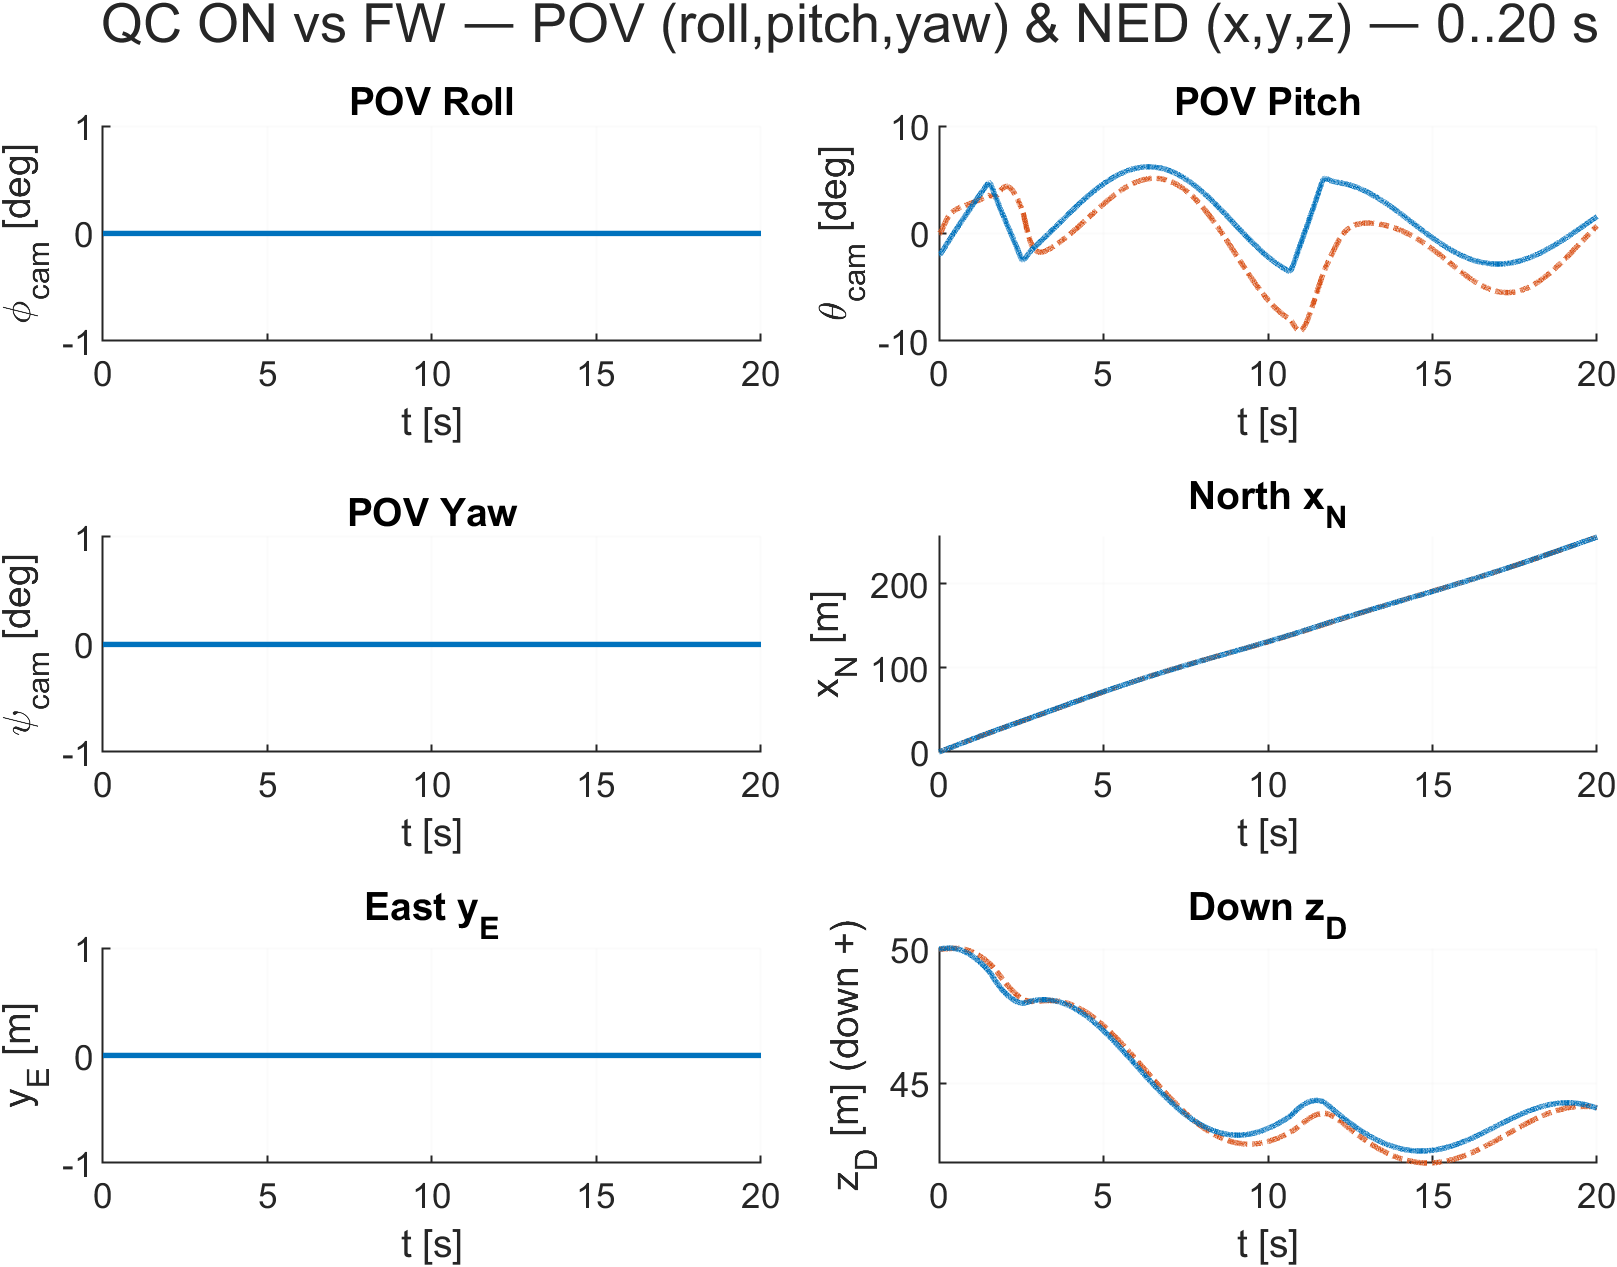 QC ON vs FW — POV (roll,pitch,yaw) & NED (x,y,z) — 0..20 s
POV Roll
ϕcam [deg]
1
0
-1
0 5 10 15 20
t [s]
POV Pitch
θcam [deg]
10
0
-10
0 5 10 15 20
t [s]
POV Yaw
ψcam [deg]
1
0
-1
0 5 10 15 20
t [s]
North xN
xN [m]
200
100
0
0 5 10 15 20
t [s]
East yE
yE [m]
1
0
-1
0 5 10 15 20
t [s]
Down zD
zD [m] (down +)
50
45
0 5 10 15 20
t [s]